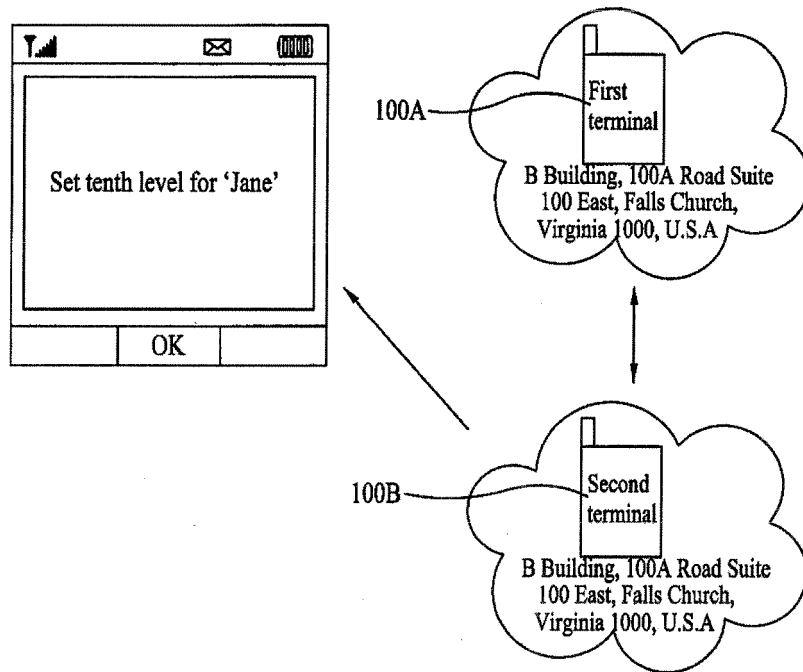 Set tenth level for ‘Jane’
OK
100A
First
terminal
B Building, 100A Road Suite
100 East, Falls Church,
Virginia 1000, U.S.A
100B
Second
terminal
B Building, 100A Road Suite
100 East, Falls Church,
Virginia 1000, U.S.A